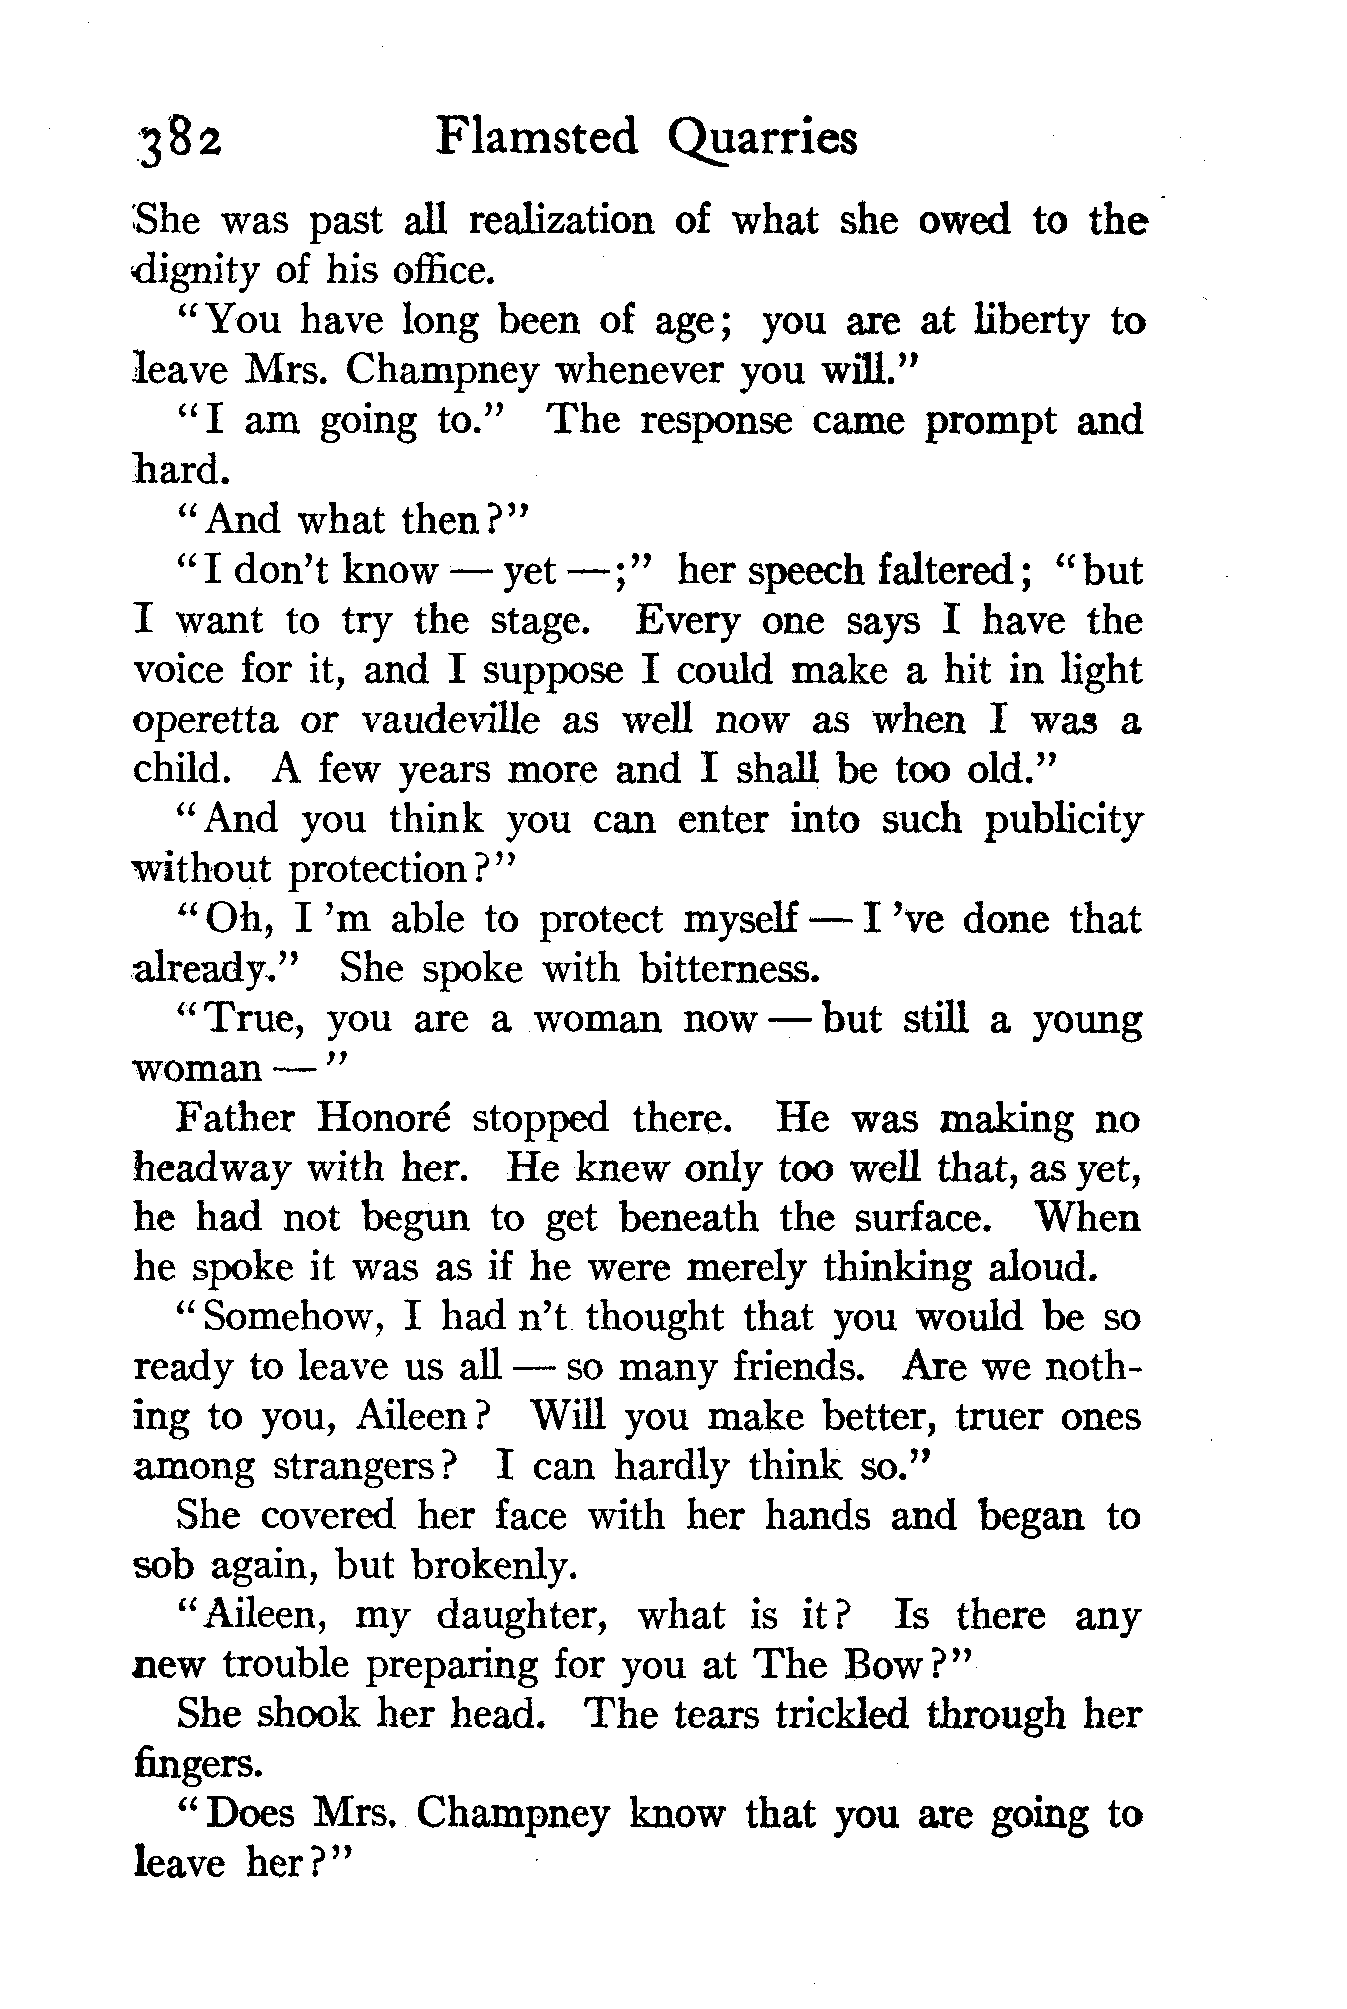 382 Flamsted Quarries
She was past all realization of what she owed to the
dignity of his office.
"You have long been of age; you are at liberty to
leave Mrs. Champney whenever you will."
"I am going to." The response came prompt and
hard.
"And what then?"
"I don't know — yet —;" her speech faltered; "but
I want to try the stage. Every one says I have the
voice for it, and I suppose I could make a hit in light
operetta or vaudeville as well now as when I was a
child. A few years more and I shall be too old."
"And you think you can enter into such publicity
without protection?"
"Oh, I 'm able to protect myself — I 've done that
already." She spoke with bitterness.
"True, you are a woman now — but still a young
woman — "
Father Honoré stopped there. He was making no
headway with her. He knew only too well that, as yet,
he had not begun to get beneath the surface. When
he spoke it was as if he were merely thinking aloud.
"Somehow, I had n't thought that you would be so
ready to leave us all — so many friends. Are we noth-
ing to you, Aileen? Will you make better, truer ones
among strangers? I can hardly think so."
She covered her face with her hands and began to
sob again, but brokenly.
"Aileen, my daughter, what is it? Is there any
new trouble preparing for you at The Bow?"
She shook her head. The tears trickled through her
fingers.
"Does Mrs. Champney know that you are going to
leave her?"